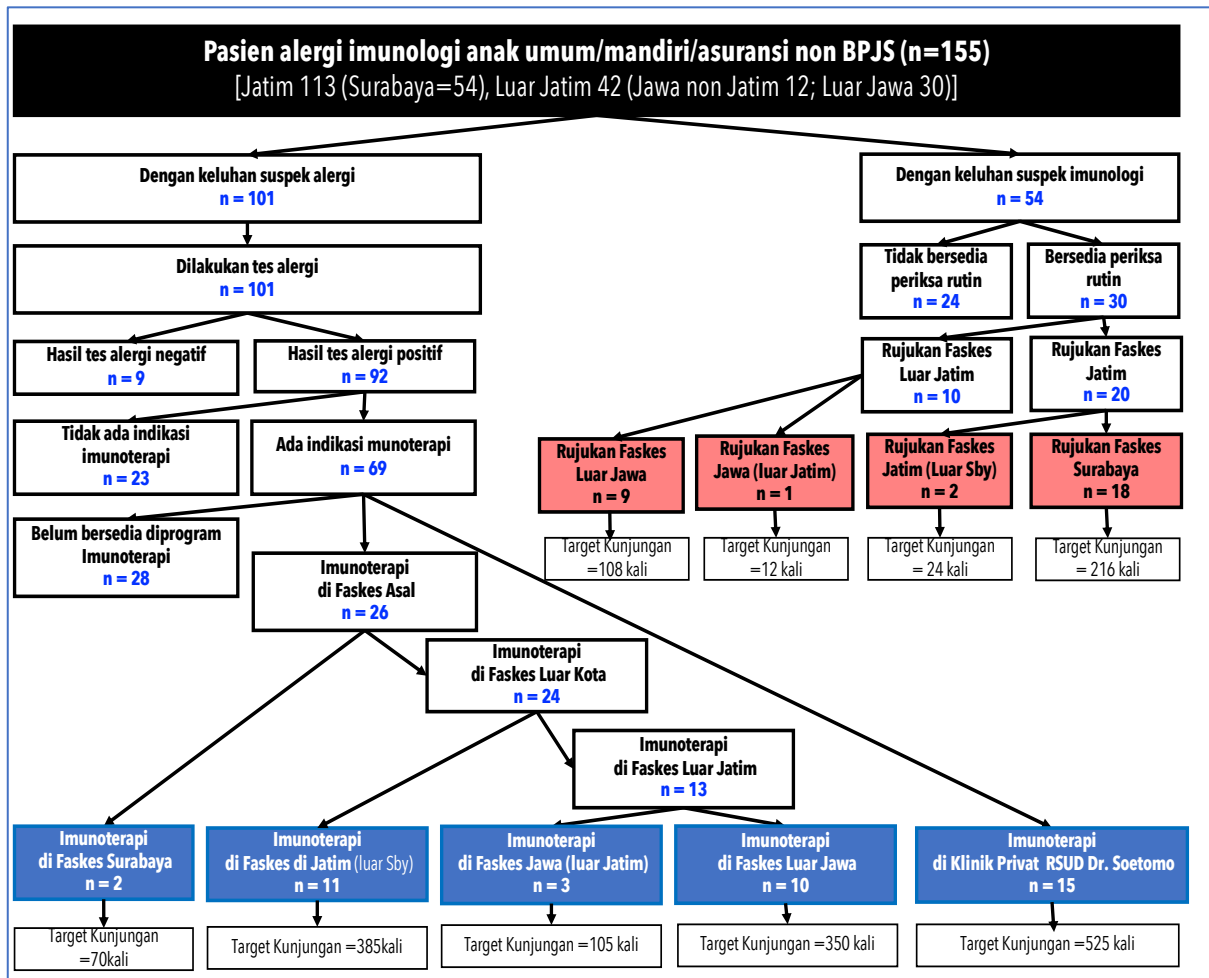 Pasien alergi imunologi anak umum/mandiri/asuransi non BPJS (n=155)
[Jatim 113 (Surabaya=54), Luar Jatim 42 (Jawa non Jatim 12; Luar Jawa 30)]
Dengan keluhan suspek alergi
n = 101
Dengan keluhan suspek imunologi
n = 54
Dilakukan tes alergi
n = 101
Tidak bersedia
periksa rutin
n = 24
Bersedia periksa
rutin
n = 30
Hasil tes alergi negatif
n = 9
Hasil tes alergi positif
n = 92
Rujukan Faskes
Luar Jatim
n = 10
Rujukan Faskes
Jatim
n = 20
Tidak ada indikasi
imunoterapi
n = 23
Ada indikasi munoterapi
n = 69
Rujukan Faskes
Luar Jawa
n = 9
Rujukan Faskes
Jawa (luar Jatim)
n = 1
Rujukan Faskes
Jatim (Luar Sby)
n = 2
Rujukan Faskes
Surabaya
n = 18
Belum bersedia diprogram
Imunoterapi
n = 28
Target Kunjungan
=108 kali
Target Kunjungan
=12 kali
Target Kunjungan
=24 kali
Target Kunjungan
=216 kali
Imunoterapi
di Faskes Asal
n = 26
Imunoterapi
di Faskes Luar Kota
n = 24
Imunoterapi
di Faskes Luar Jatim
n = 13
Imunoterapi
di Faskes Surabaya
n = 2
Imunoterapi
di Faskes di Jatim (luar Sby)
n = 11
Imunoterapi
di Faskes Jawa (luar Jatim)
n = 3
Imunoterapi
di Faskes Luar Jawa
n = 10
Imunoterapi
di Klinik Privat RSUD Dr. Soetomo
n = 15
Target Kunjungan
=70kali
Target Kunjungan =385kali
Target Kunjungan =105 kali
Target Kunjungan =350 kali
Target Kunjungan =525 kali